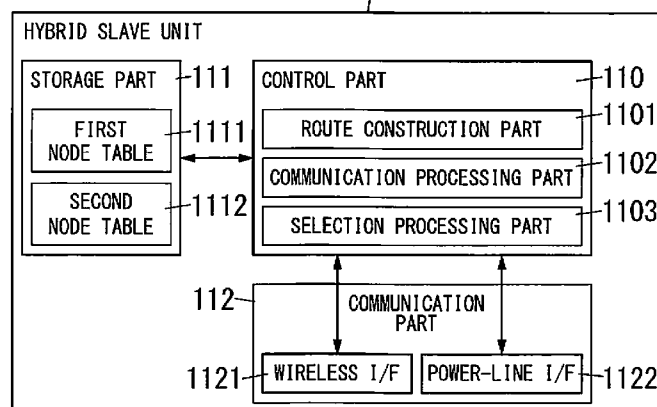 HYBRID SLAVE UNIT
STORAGE PART
111
FIRST
NODE TABLE
1111
SECOND
NODE TABLE
1112
CONTROL PART
110
ROUTE CONSTRUCTION PART
1101
COMMUNICATION PROCESSING PART
1102
SELECTION PROCESSING PART
1103
112
COMMUNICATION
PART
1121
WIRELESS I/F
POWER-LINE I/F
1122